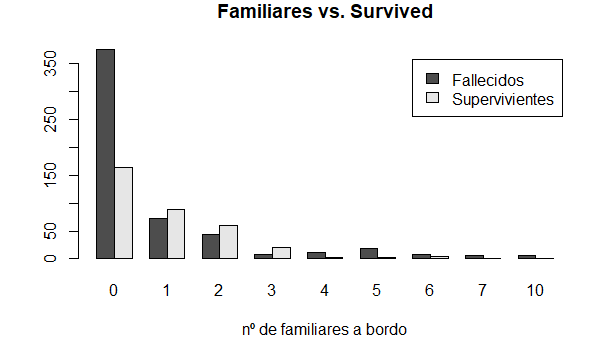 Familiares vs. Survived
Fallecidos
Supervivientes
350
250
150
50
0
0 1 2 3 4 5 6 7 10
nº de familiares a bordo